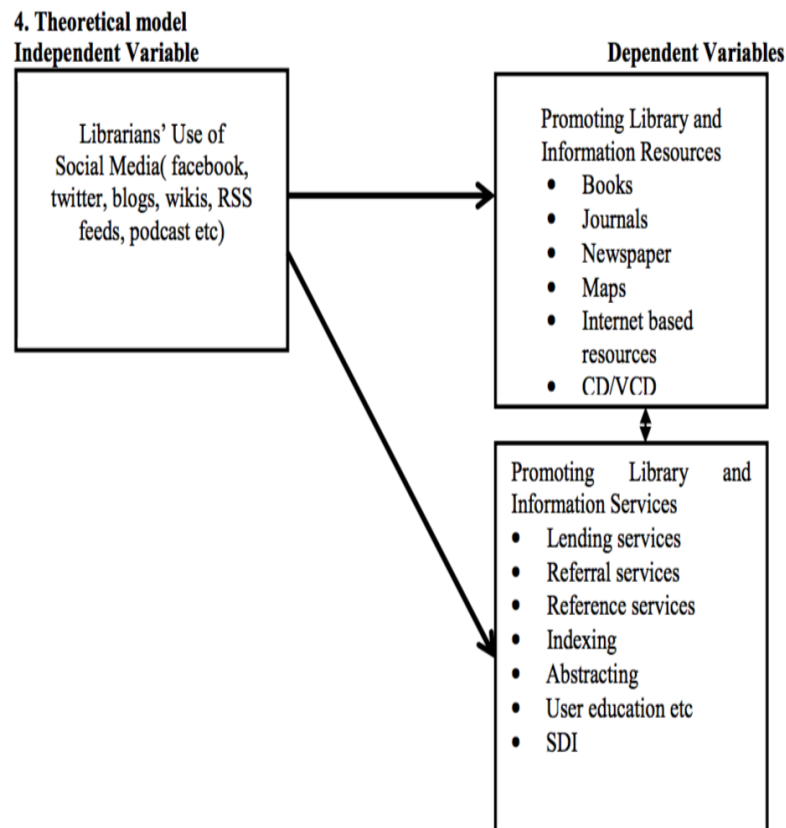 4. Theoretical model
Independent Variable
Dependent Variables
Librarians' Use of
Social Media( facebook,
twitter, blogs, wikis, RSS
feeds, podcast etc)
Promoting Library and
Information Resources
• Books
• Journals
• Newspaper
• Maps
• Internet based
resources
• CD/VCD
Promoting Library and
Information Services
• Lending services
• Referral services
• Reference services
• Indexing
• Abstracting
• User education etc
• SDI